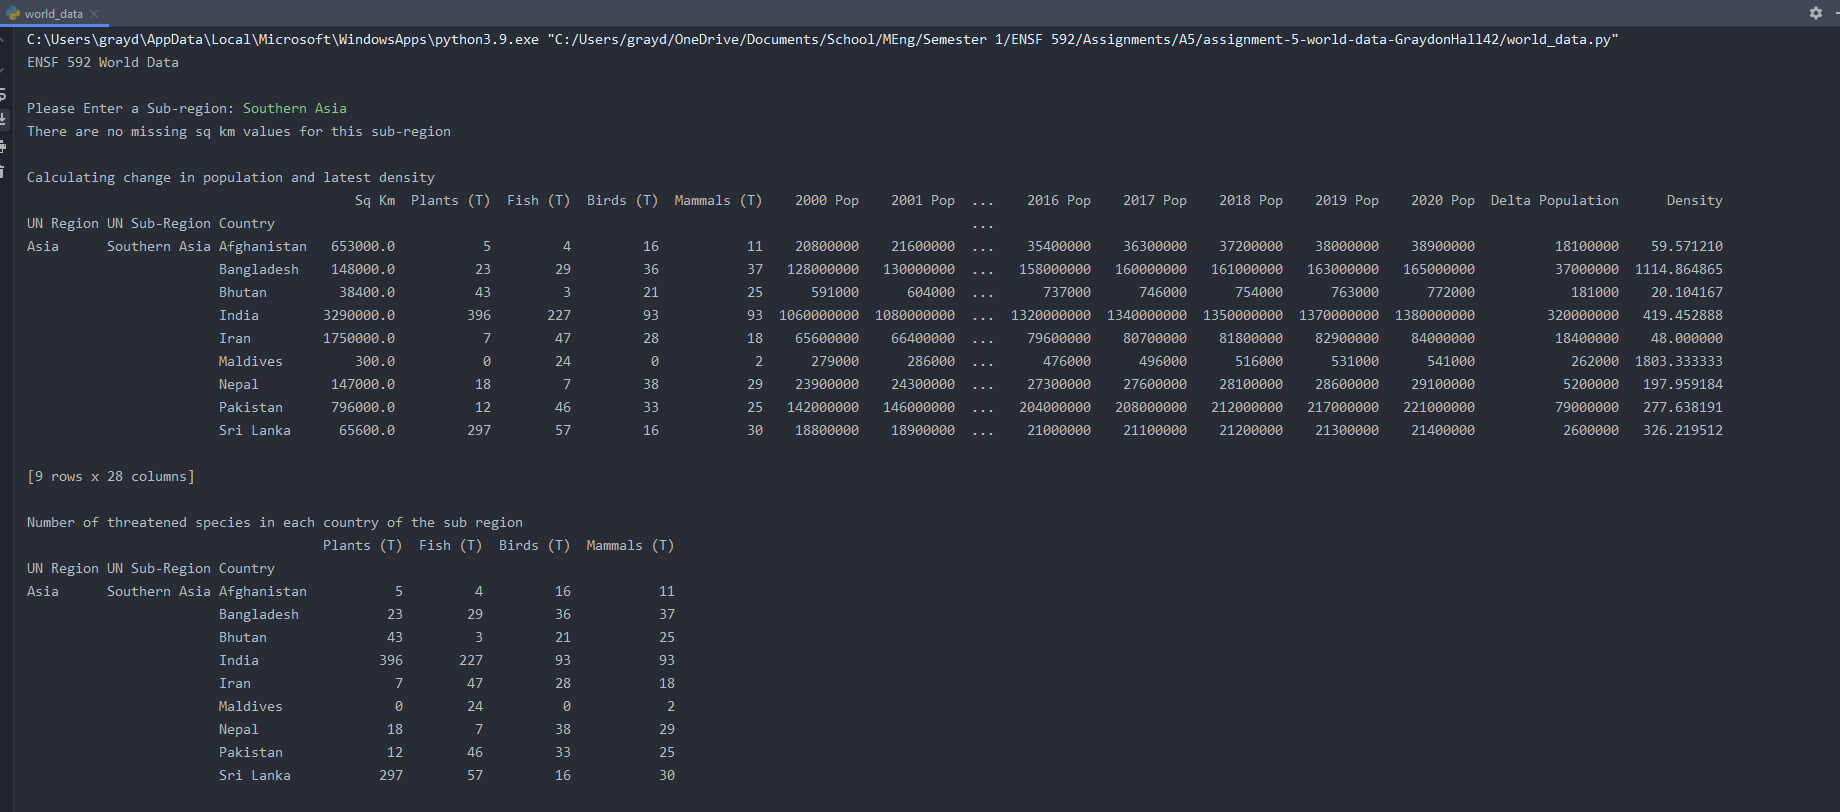 world_data
C:\Users\grayd\AppData\Local\Microsoft\WindowsApps\python3.9.exe "C:/Users/grayd/OneDrive/Documents/School/MEng/Semester 1/ENSF 592/Assignments/A5/assignment-5-world-data-GraydonHall42/world_data.py"
ENSF 592 World Data
Please Enter a Sub-region: Southern Asia
There are no missing sq km values for this sub-region
Calculating change in population and latest density
Sq Km Plants (T) Fish (T) Birds (T) Mammals (T) 2000 Pop 2001 Pop ... 2016 Pop 2017 Pop 2018 Pop 2019 Pop 2020 Pop Delta Population Density
UN Region UN Sub-Region Country ...
Asia Southern Asia Afghanistan 653000.0 5 4 16 11 20800000 21600000 ... 35400000 36300000 37200000 38000000 38900000 18100000 59.571210
Bangladesh 148000.0 23 29 36 37 128000000 130000000 ... 158000000 160000000 161000000 163000000 165000000 37000000 1114.864865
Bhutan 38400.0 43 3 21 25 591000 604000 ... 737000 746000 754000 763000 772000 181000 20.104167
India 3290000.0 396 227 93 93 1060000000 1080000000 ... 1320000000 1340000000 1350000000 1370000000 1380000000 320000000 419.452888
Iran 1750000.0 7 47 28 18 65600000 66400000 ... 79600000 80700000 81800000 82900000 84000000 18400000 48.000000
Maldives 300.0 0 24 0 2 279000 286000 ... 476000 496000 516000 531000 541000 262000 1803.333333
Nepal 147000.0 18 7 38 29 23900000 24300000 ... 27300000 27600000 28100000 28600000 29100000 5200000 197.959184
Pakistan 796000.0 12 46 33 25 142000000 146000000 ... 204000000 208000000 212000000 217000000 221000000 79000000 277.638191
Sri Lanka 65600.0 297 57 16 30 18800000 18900000 ... 21000000 21100000 21200000 21300000 21400000 2600000 326.219512
[9 rows x 28 columns]
Number of threatened species in each country of the sub region
Plants (T) Fish (T) Birds (T) Mammals (T)
UN Region UN Sub-Region Country
Asia Southern Asia Afghanistan 5 4 16 11
Bangladesh 23 29 36 37
Bhutan 43 3 21 25
India 396 227 93 93
Iran 7 47 28 18
Maldives 0 24 0 2
Nepal 18 7 38 29
Pakistan 12 46 33 25
Sri Lanka 297 57 16 30